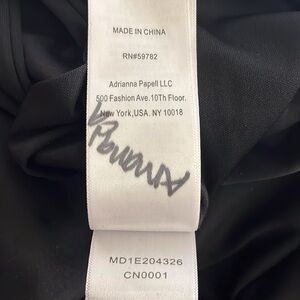 MADE IN CHINA
RN#59782
Adrianna Papell LLC
500 Fashion Ave.10Th Floor.
New York,USA. NY 10018
MD1E204326
CN0001